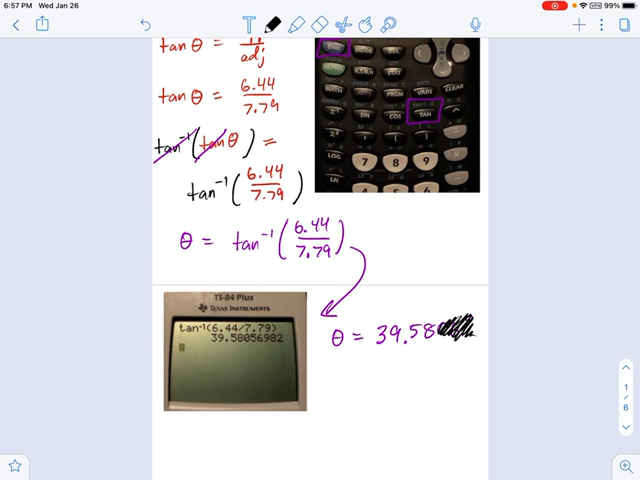 6:57 PM Wed Jan 26
99%
tan θ =
adj
tan θ = 6.44
7.79
tan⁻¹ (tan θ) =
tan⁻¹ (6.44
7.79)
θ = tan⁻¹ (6.44
7.79)
MODE
DEL
X,T,θ,n
STAT
MATH
PRGM
VARS
CLEAR
SIN
COS
TAN
LOG
7
8
9
LN
TI-84 Plus
TEXAS INSTRUMENTS
tan⁻¹(6.44/7.79)
39.58056982
θ = 39.58
1
/
6